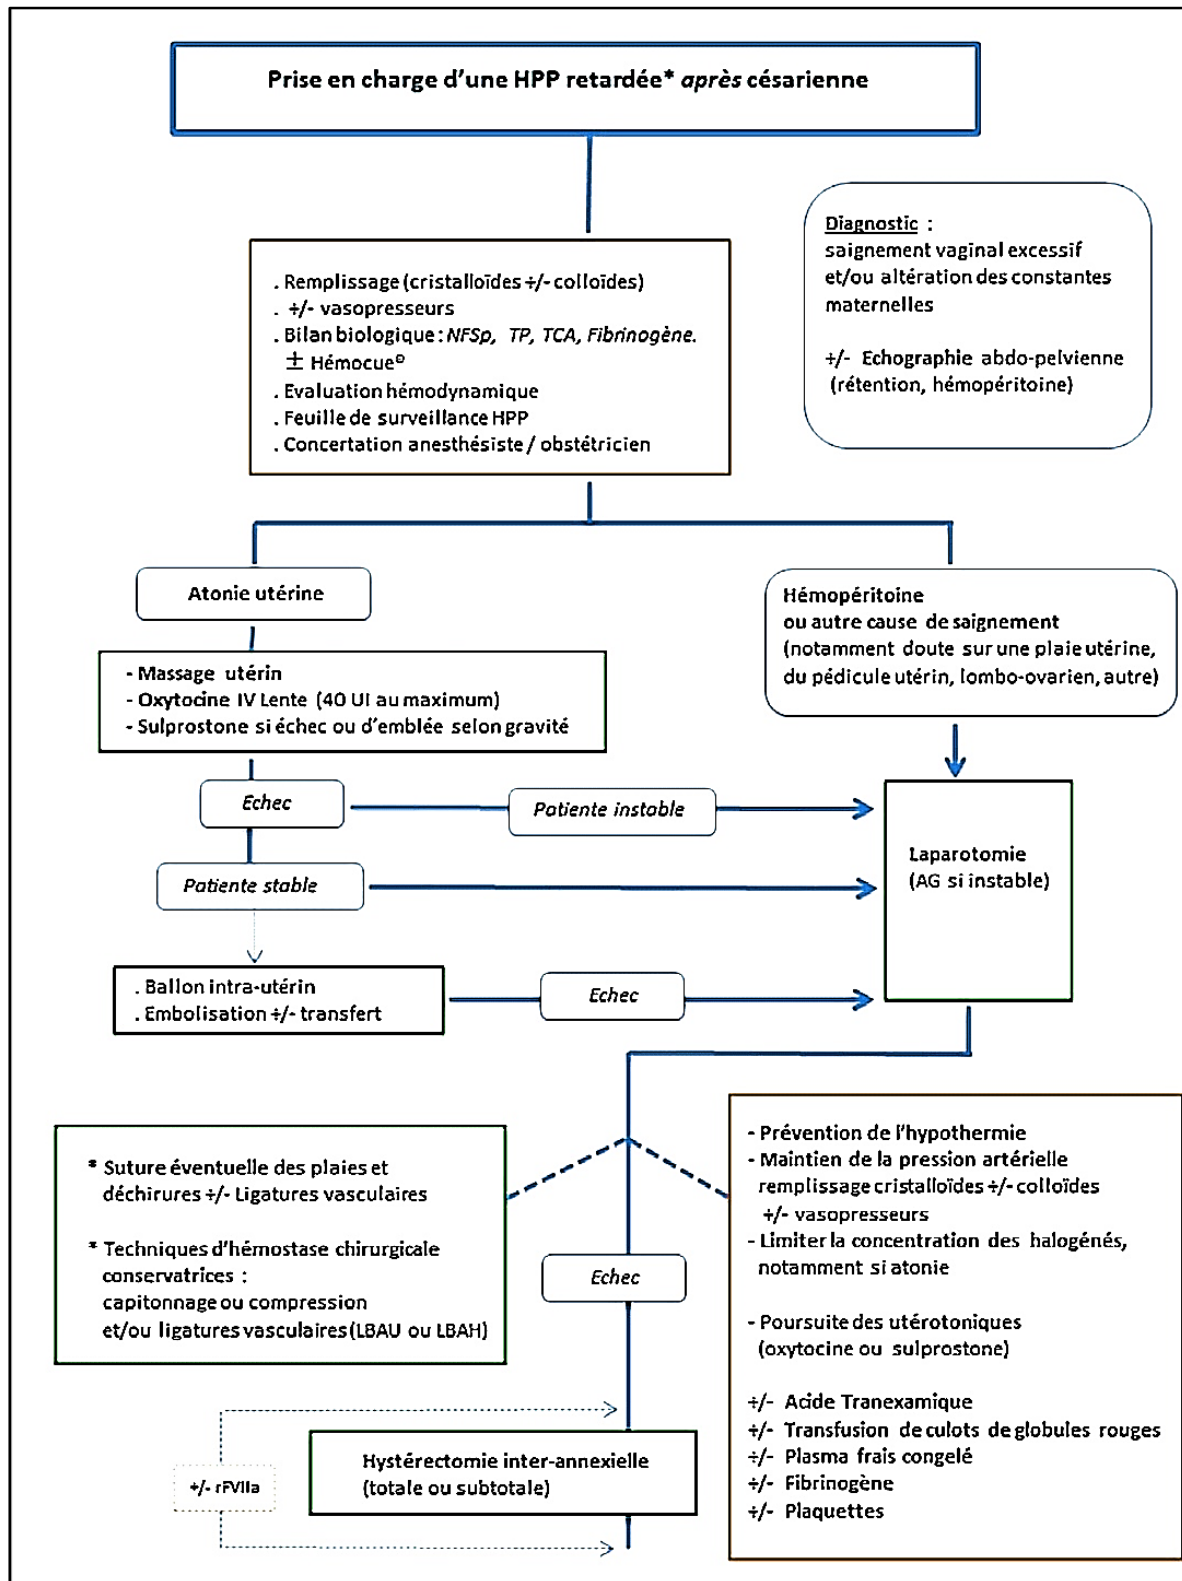 Prise en charge d'une HPP retardée* après césarienne
Diagnostic :
saignement vaginal excessif
et/ou altération des constantes
maternelles
+/- Echographie abdo-pelvienne
(rétention, hémopéritoine)
. Remplissage (cristalloïdes +/- colloïdes)
. +/- vasopresseurs
. Bilan biologique : NFSp, TP, TCA, Fibrinogène.
± Hémocue®
. Evaluation hémodynamique
. Feuille de surveillance HPP
. Concertation anesthésiste / obstétricien
Atonie utérine
Hémopéritoine
ou autre cause de saignement
(notamment doute sur une plaie utérine,
du pédicule utérin, lombo-ovarien, autre)
- Massage utérin
- Oxytocine IV Lente (40 UI au maximum)
- Sulprostone si échec ou d'emblée selon gravité
Echec
Patiente instable
Patiente stable
Laparotomie
(AG si instable)
. Ballon intra-utérin
. Embolisation +/- transfert
Echec
* Suture éventuelle des plaies et
déchirures +/- Ligatures vasculaires
* Techniques d'hémostase chirurgicale
conservatrices :
capitonnage ou compression
et/ou ligatures vasculaires (LBAU ou LBAH)
- Prévention de l'hypothermie
- Maintien de la pression artérielle
remplissage cristalloïdes +/- colloïdes
+/- vasopresseurs
- Limiter la concentration des halogénés,
notamment si atonie
- Poursuite des utérotoniques
(oxytocine ou sulprostone)
+/- Acide Tranexamique
+/- Transfusion de culots de globules rouges
+/- Plasma frais congelé
+/- Fibrinogène
+/- Plaquettes
Echec
Hystérectomie inter-annexielle
(totale ou subtotale)
+/- rFVIIa